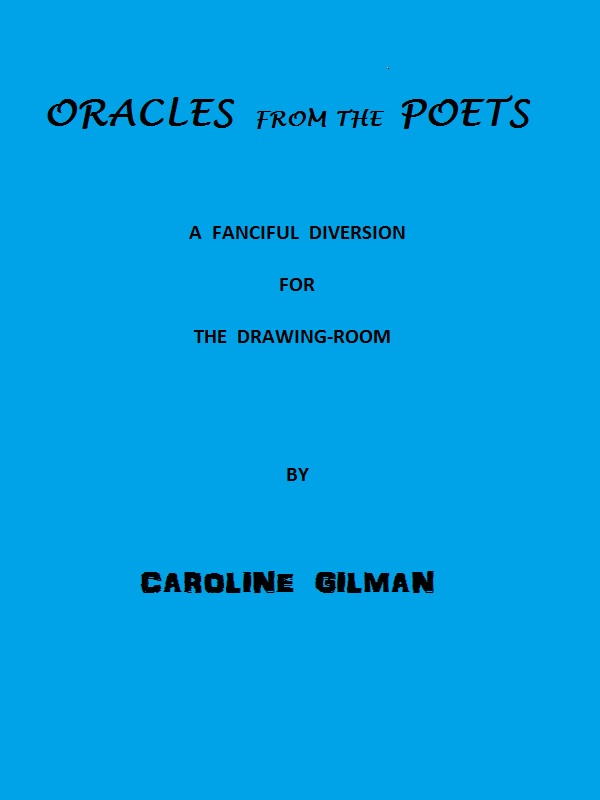 ORACLES FROM THE POETS
A FANCIFUL DIVERSION
FOR
THE DRAWING-ROOM
BY
CAROLINE GILMAN